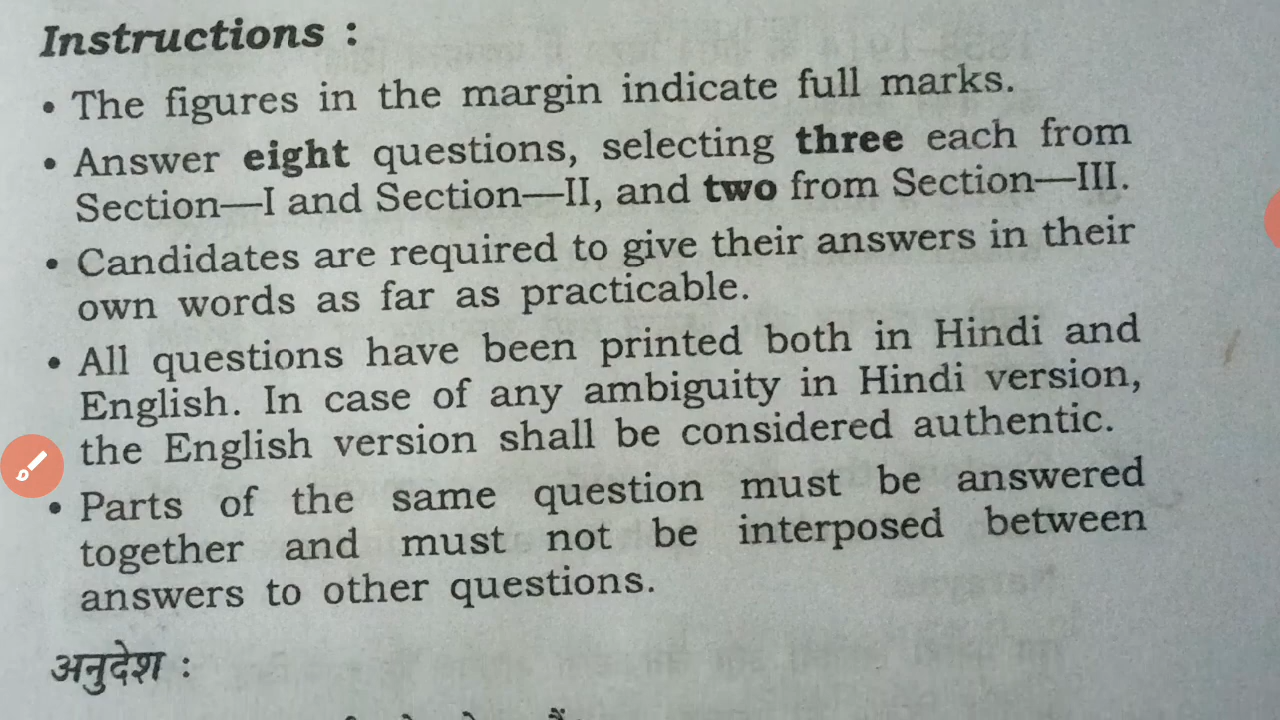 Instructions :
• The figures in the margin indicate full marks.
• Answer eight questions, selecting three each from
Section—I and Section—II, and two from Section—III.
• Candidates are required to give their answers in their
own words as far as practicable.
• All questions have been printed both in Hindi and
English. In case of any ambiguity in Hindi version,
the English version shall be considered authentic.
• Parts of the same question must be answered
together and must not be interposed between
answers to other questions.
अनुदेश :